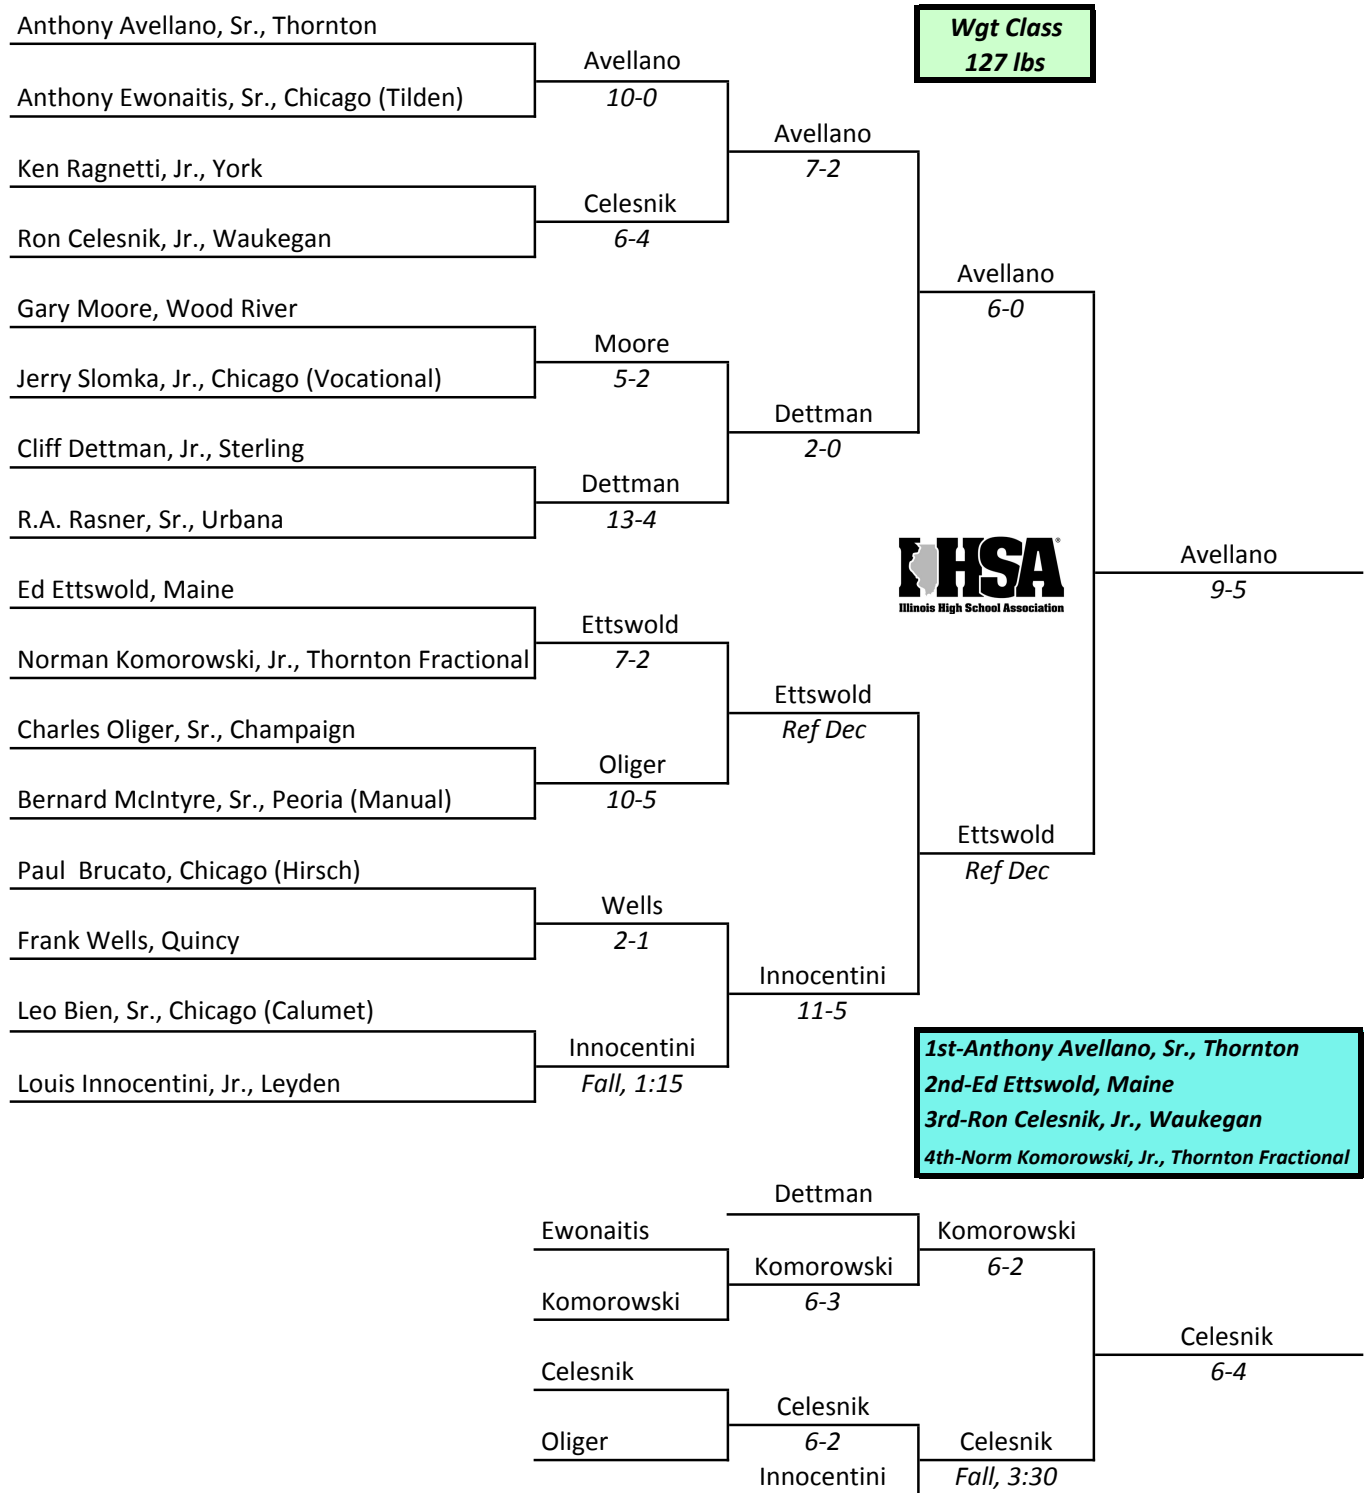 Anthony Avellano, Sr., Thornton
Wgt Class
127 lbs
Avellano
10-0
Anthony Ewonaitis, Sr., Chicago (Tilden)
Avellano
7-2
Ken Ragnetti, Jr., York
Celesnik
6-4
Ron Celesnik, Jr., Waukegan
Avellano
6-0
Gary Moore, Wood River
Moore
5-2
Jerry Slomka, Jr., Chicago (Vocational)
Dettman
2-0
Cliff Dettman, Jr., Sterling
Dettman
13-4
R.A. Rasner, Sr., Urbana
IHSA
®
Illinois High School Association
Avellano
9-5
Ed Ettswold, Maine
Ettswold
7-2
Norman Komorowski, Jr., Thornton Fractional
Ettswold
Ref Dec
Charles Oliger, Sr., Champaign
Oliger
10-5
Bernard McIntyre, Sr., Peoria (Manual)
Ettswold
Ref Dec
Paul  Brucato, Chicago (Hirsch)
Wells
2-1
Frank Wells, Quincy
Innocentini
11-5
Leo Bien, Sr., Chicago (Calumet)
Innocentini
Fall, 1:15
Louis Innocentini, Jr., Leyden
1st-Anthony Avellano, Sr., Thornton
2nd-Ed Ettswold, Maine
3rd-Ron Celesnik, Jr., Waukegan
4th-Norm Komorowski, Jr., Thornton Fractional
Dettman
Ewonaitis
Komorowski
6-2
Komorowski
6-3
Komorowski
Celesnik
6-4
Celesnik
Celesnik
6-2
Oliger
Celesnik
Fall, 3:30
Innocentini